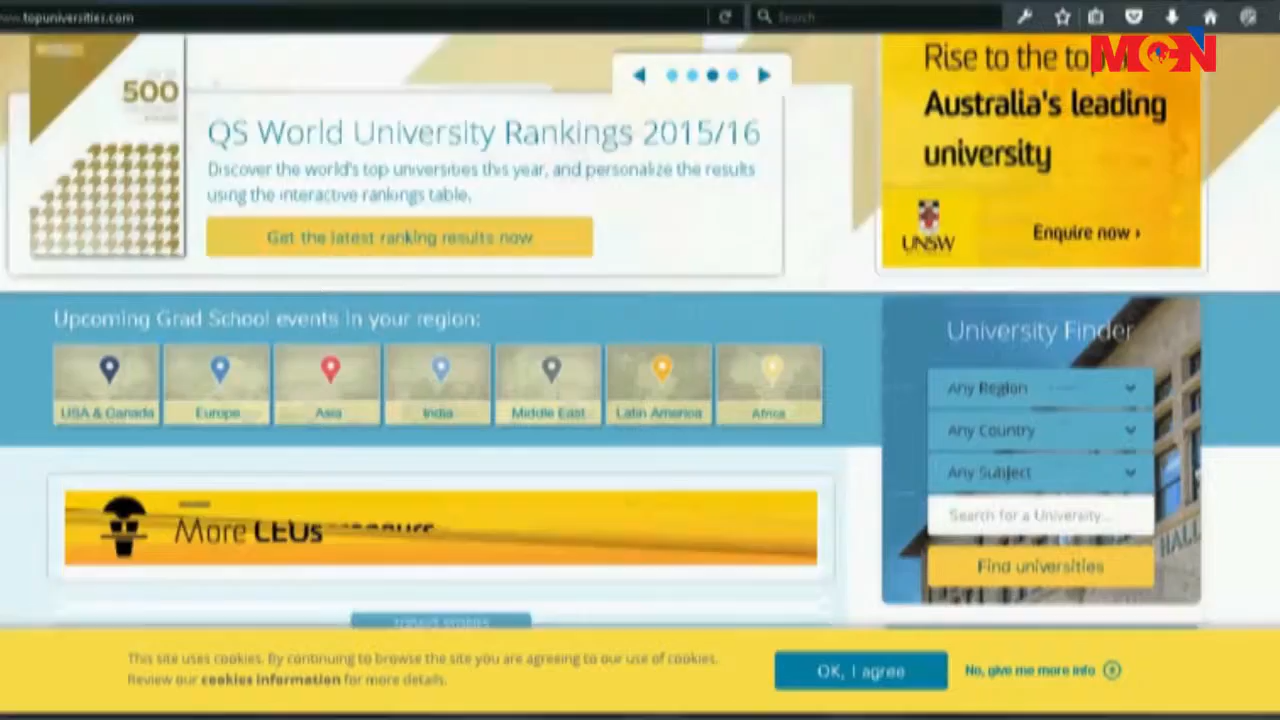 www.topuniversities.com
Search
MGN
500
QS World University Rankings 2015/16
Discover the world's top universities this year, and personalize the results
using the interactive rankings table.
Get the latest ranking results now
Rise to the top
Australia's leading
university
UNSW
Enquire now ›
Upcoming Grad School events in your region:
USA & Canada
Europe
Asia
India
Middle East
Latin America
Africa
University Finder
Any Region
Any Country
Any Subject
Search for a University...
HALL
Find universities
More CEOs
This site uses cookies. By continuing to browse the site you are agreeing to our use of cookies.
Review our cookies information for more details.
OK, I agree
No, give me more info